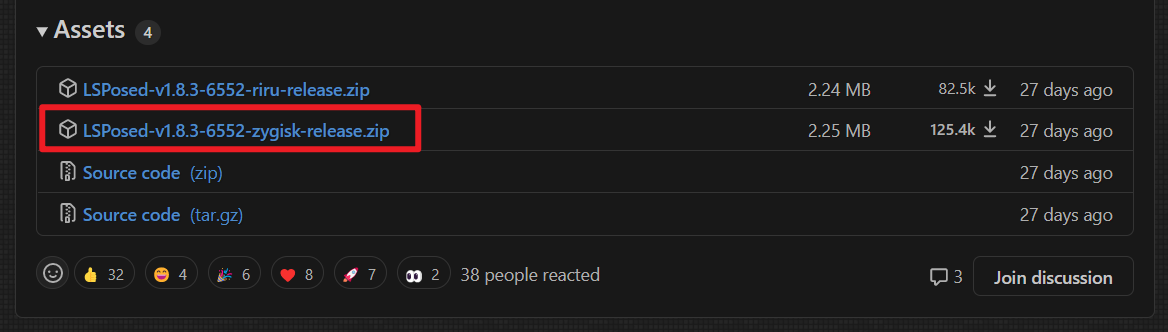 Assets 4
LSPosed-v1.8.3-6552-riru-release.zip 2.24 MB 82.5k 27 days ago
LSPosed-v1.8.3-6552-zygisk-release.zip 2.25 MB 125.4k 27 days ago
Source code (zip) 27 days ago
Source code (tar.gz) 27 days ago
32 4 6 8 7 2 38 people reacted 3 Join discussion